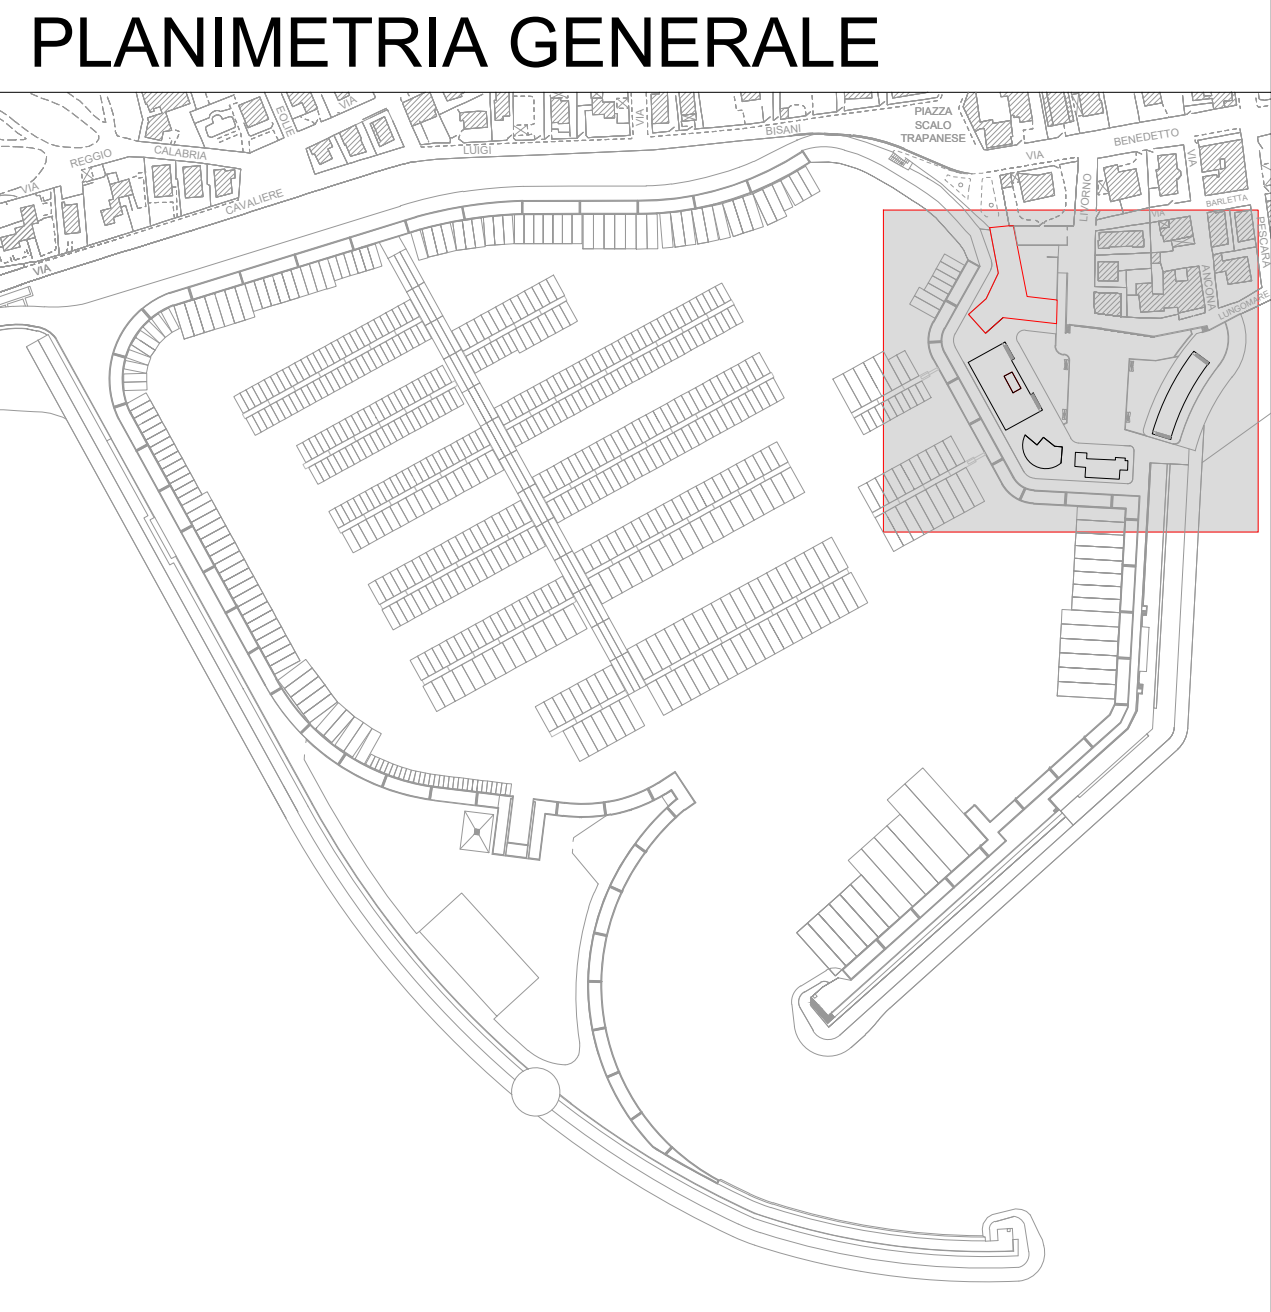 PLANIMETRIA GENERALE
EOLIE
VIA
VIA
PIAZZA
SCALO
TRAPANESE
BISANI
BENEDETTO
REGGIO
CALABRIA
LUIGI
VIA
VIA
VIA
CAVALIERE
LIVORNO
BARLETTA
VIA
PESCARA
VIA
ANCONA
LUNGOMARE